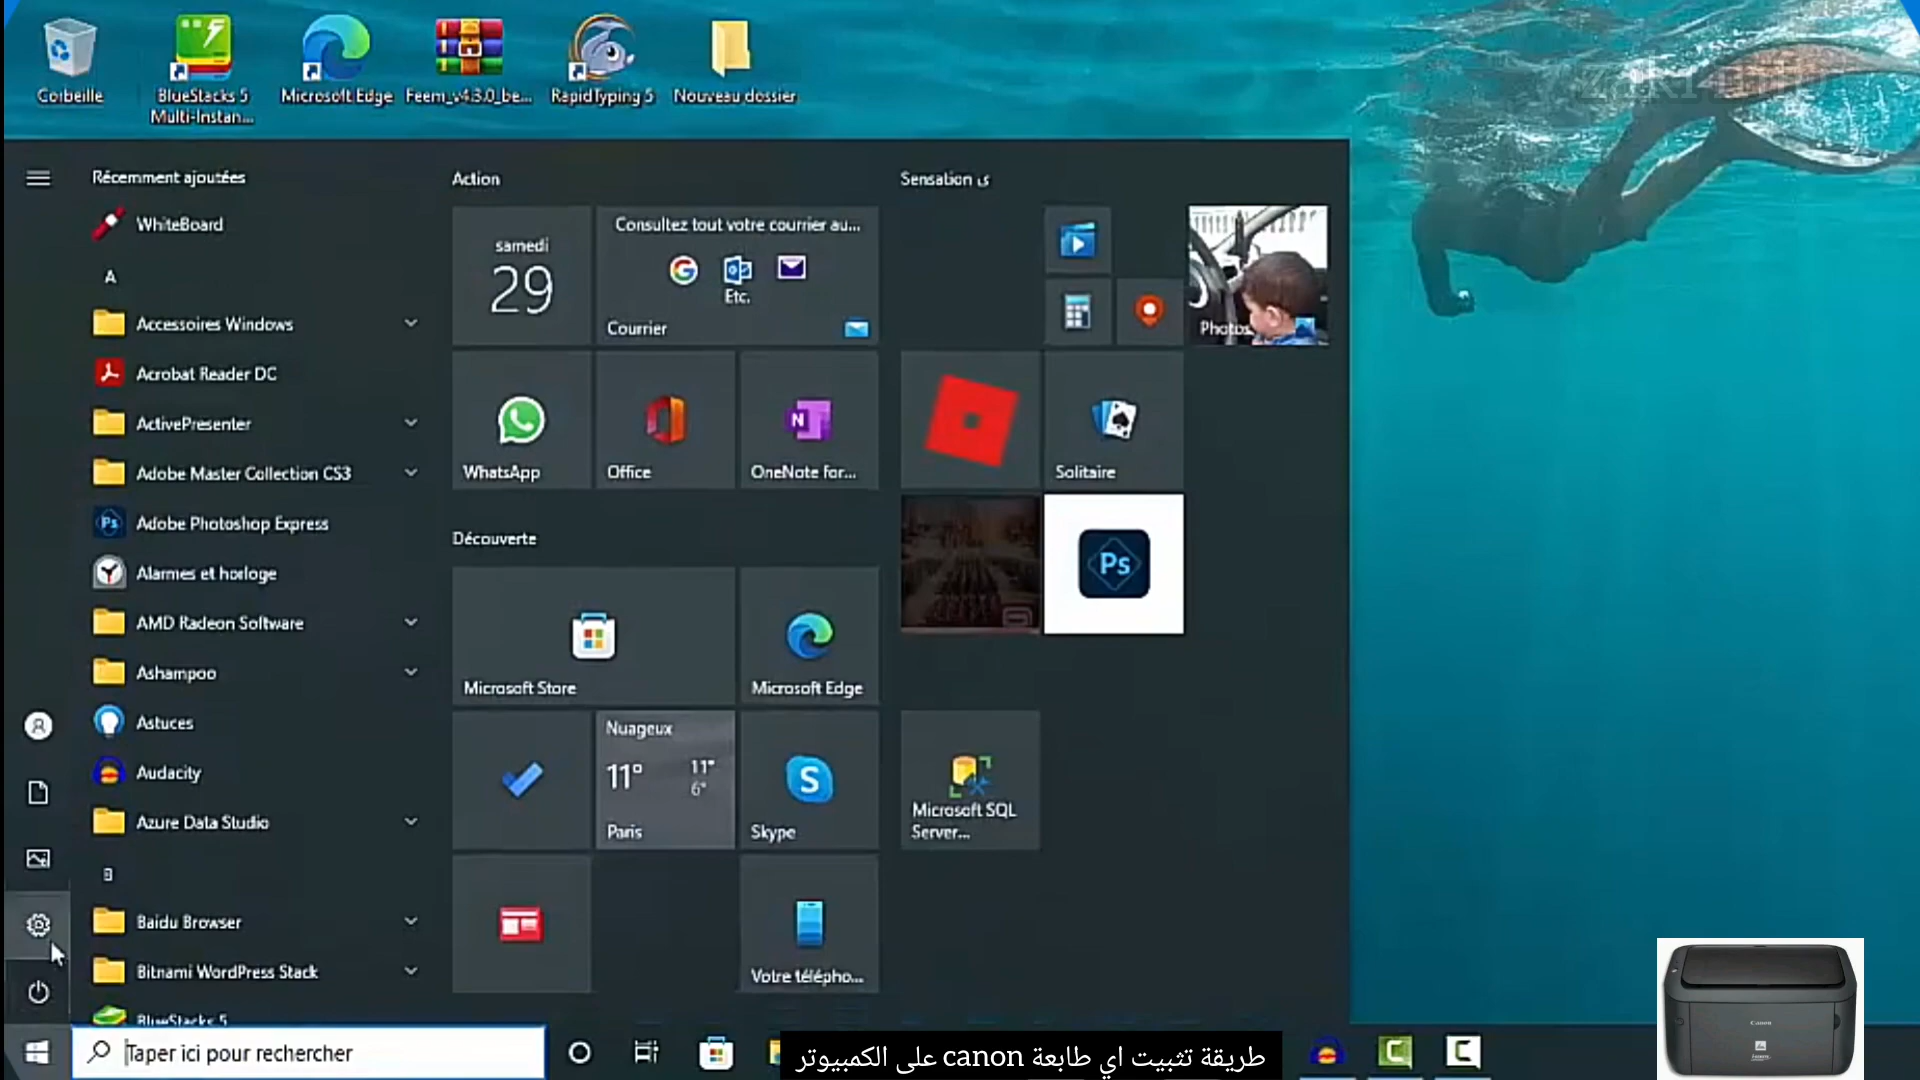 Corbeille
BlueStacks 5
Multi-Instan...
Microsoft Edge
Feem_v4.3.0_be...
RapidTyping 5
Nouveau dossier
Récemment ajoutées
WhiteBoard
A
Accessoires Windows
Acrobat Reader DC
ActivePresenter
Adobe Master Collection CS3
Adobe Photoshop Express
Alarmes et horloge
AMD Radeon Software
Ashampoo
Astuces
Audacity
Azure Data Studio
B
Baidu Browser
Bitnami WordPress Stack
BlueStacks 5
Action
samedi
29
Consultez tout votre courrier au...
Etc.
Courrier
WhatsApp
Office
OneNote for...
Découverte
Microsoft Store
Microsoft Edge
Nuageux
11°
11°
6°
Paris
Skype
Votre télépho...
Sensation ى
Photos
Solitaire
Ps
Microsoft SQL
Server...
Canon
Taper ici pour rechercher
طريقة تثبيت اي طابعة canon على الكمبيوتر